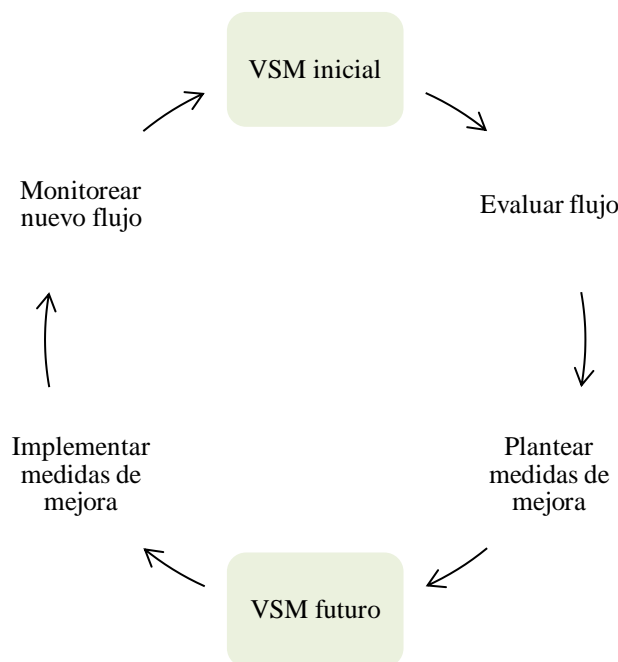 VSM inicial
Evaluar flujo
Plantear
medidas de
mejora
VSM futuro
Implementar
medidas de
mejora
Monitorear
nuevo flujo